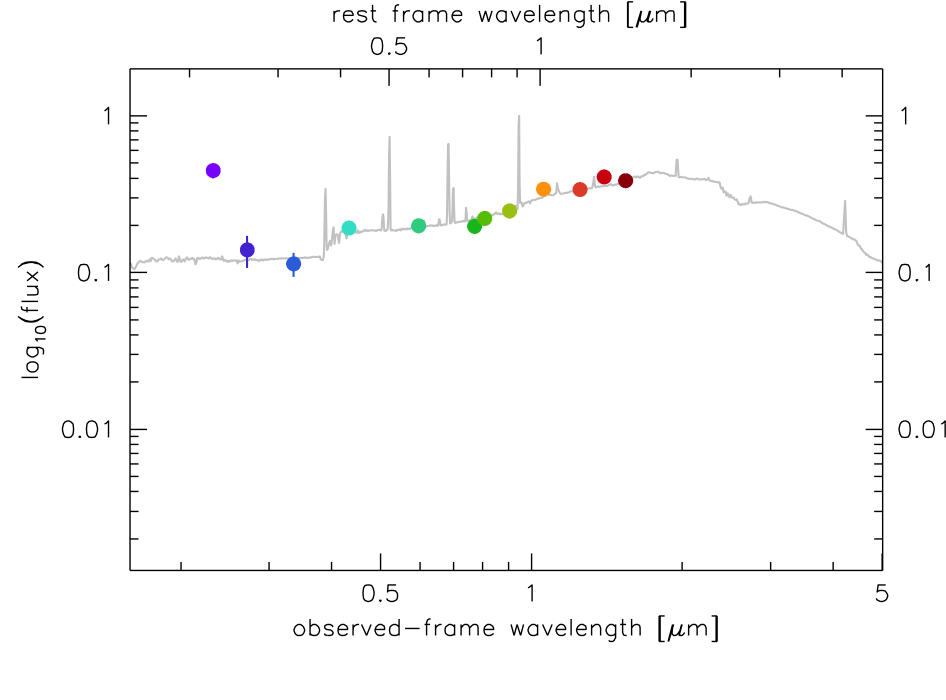 rest frame wavelength [μm]
0.5 1
1 1
0.1 0.1
0.01 0.01
log10(flux)
0.5 1 5
observed-frame wavelength [μm]